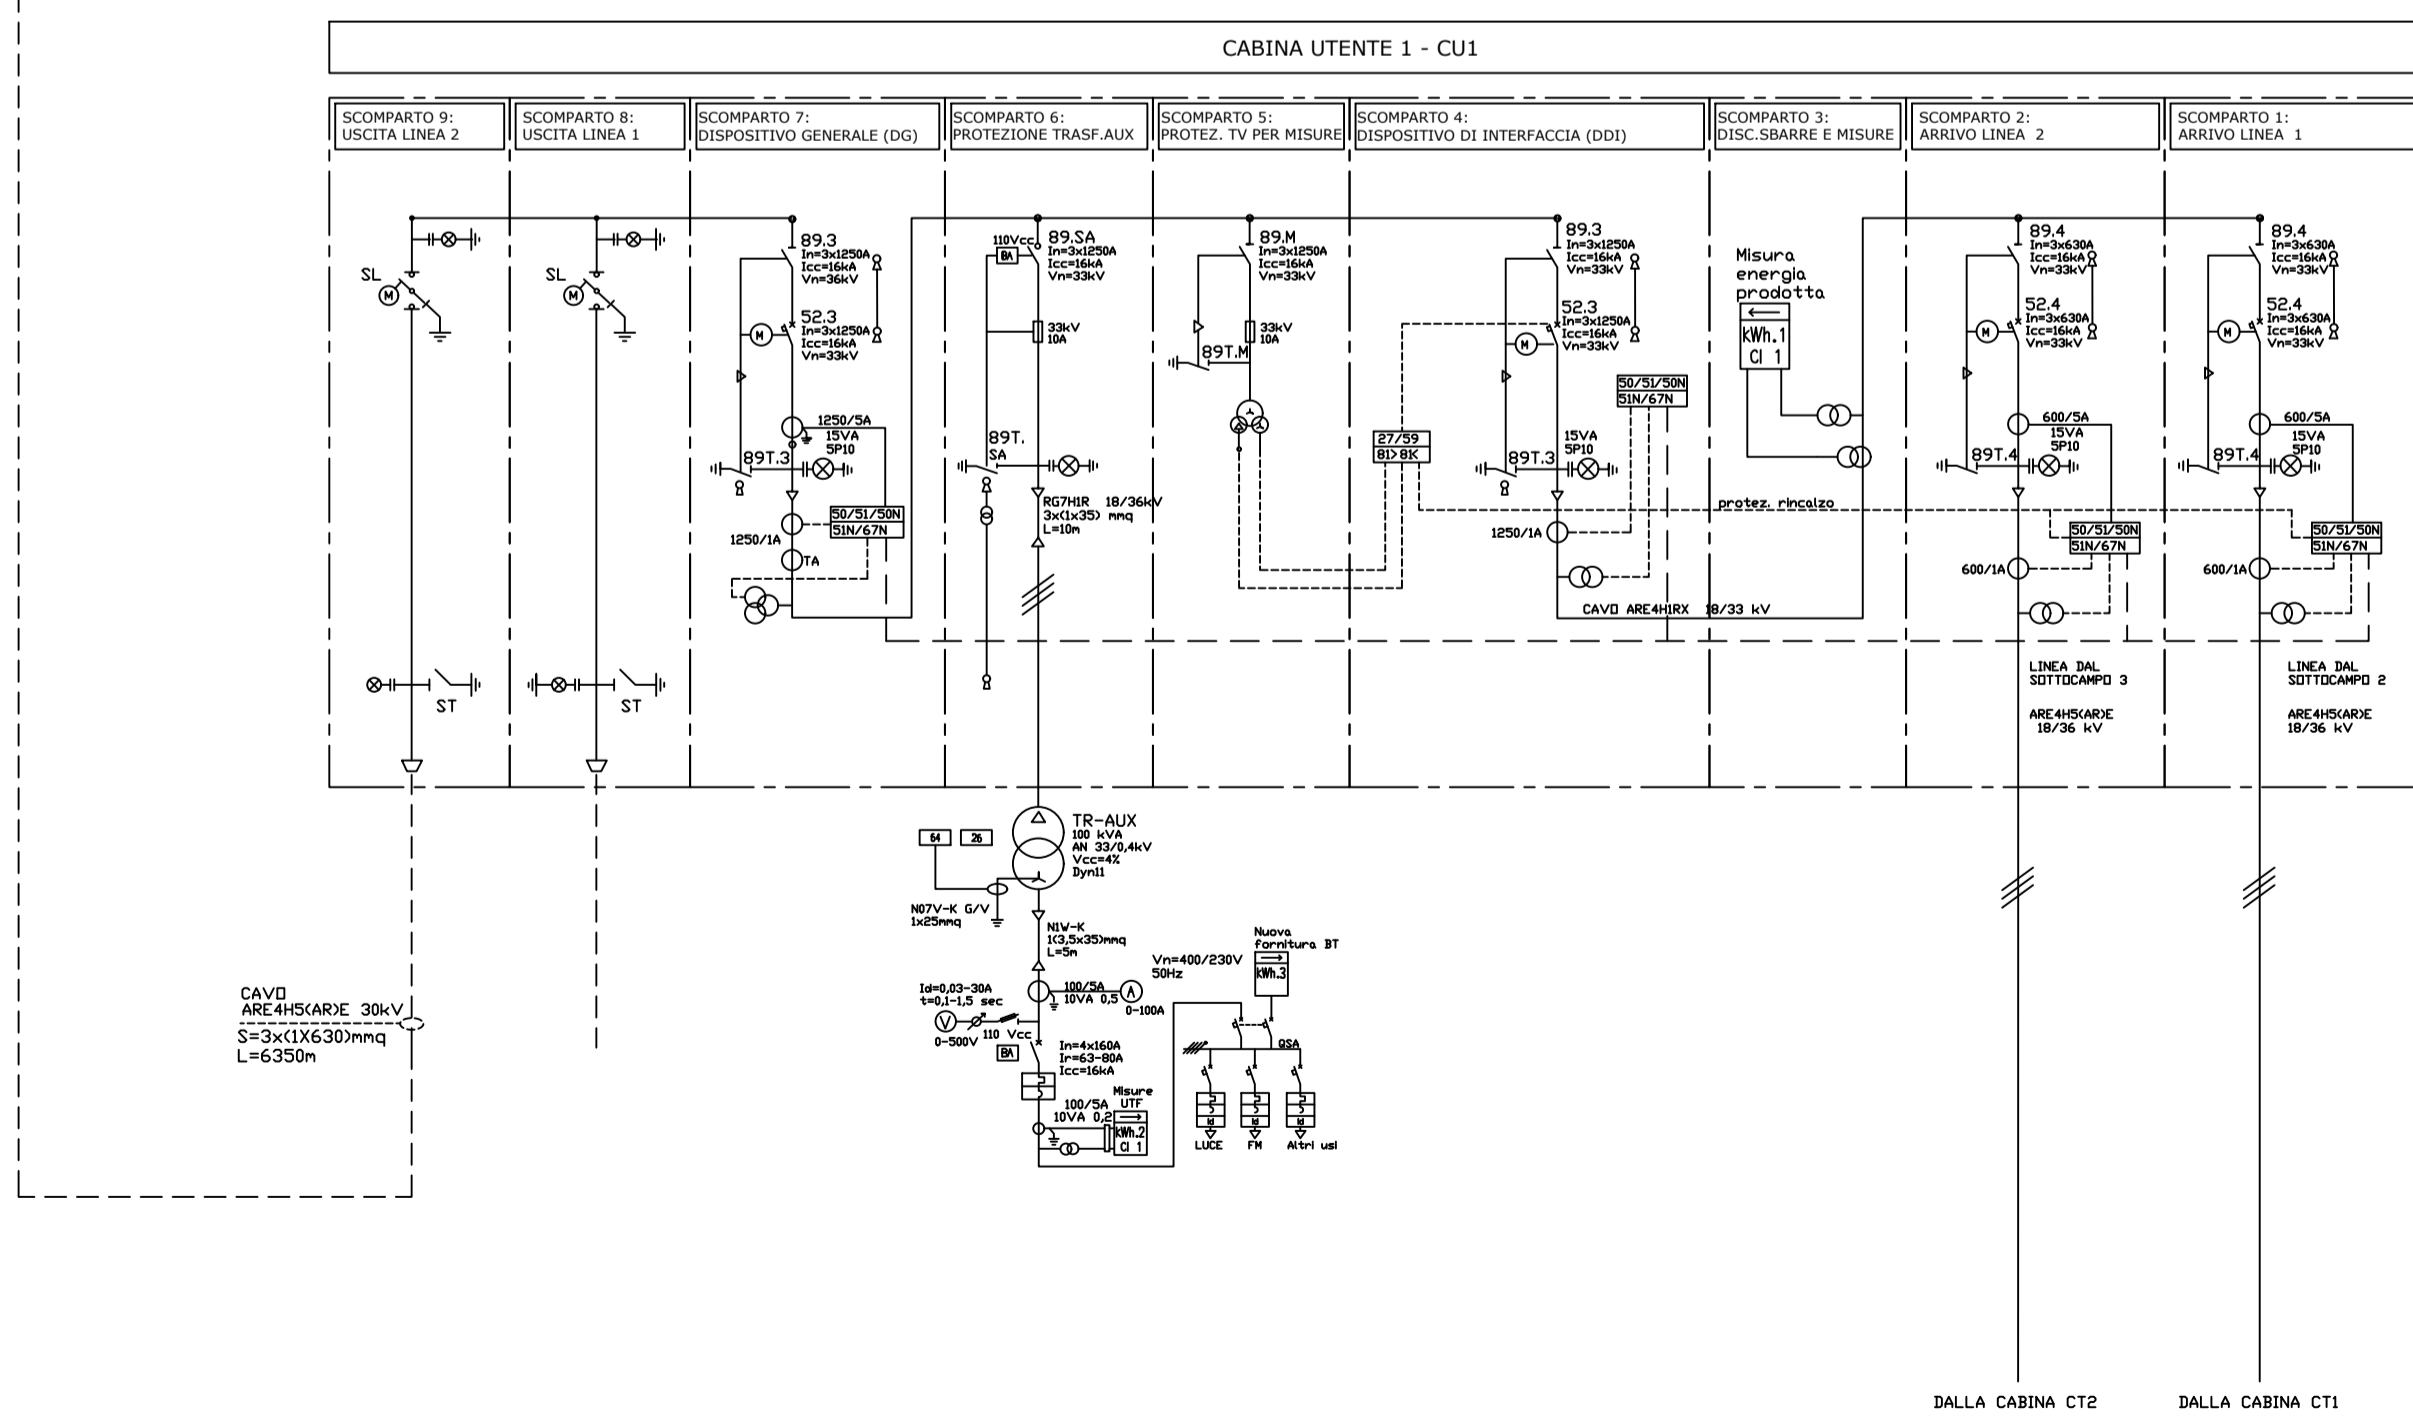 CABINA UTENTE 1 - CU1
SCOMPARTO 9:
USCITA LINEA 2
SCOMPARTO 8:
USCITA LINEA 1
SCOMPARTO 7:
DISPOSITIVO GENERALE (DG)
SCOMPARTO 6:
PROTEZIONE TRASF.AUX
SCOMPARTO 5:
PROTEZ. TV PER MISURE
SCOMPARTO 4:
DISPOSITIVO DI INTERFACCIA (DDI)
SCOMPARTO 3:
DISC.SBARRE E MISURE
SCOMPARTO 2:
ARRIVO LINEA 2
SCOMPARTO 1:
ARRIVO LINEA 1
SL
M
ST
SL
M
ST
89.3
In=3x1250A
Icc=16kA
Vn=36kV
52.3
In=3x1250A
Icc=16kA
Vn=33kV
M
1250/5A
15VA
5P10
89T.3
50/51/50N
51N/67N
1250/1A
TA
110Vcc
BA
89.SA
In=3x1250A
Icc=16kA
Vn=33kV
33kV
10A
89T.
SA
RG7H1R 18/36kV
3x(1x35) mmq
L=10m
89.M
In=3x1250A
Icc=16kA
Vn=33kV
33kV
10A
89T.M
27/59
81> 81<
89.3
In=3x1250A
Icc=16kA
Vn=33kV
52.3
In=3x1250A
Icc=16kA
Vn=33kV
M
50/51/50N
51N/67N
15VA
5P10
89T.3
1250/1A
CAVO ARE4H1RX 18/33 kV
Misura
energia
prodotta
kWh.1
Cl 1
protez. rincalzo
89.4
In=3x630A
Icc=16kA
Vn=33kV
52.4
In=3x630A
Icc=16kA
Vn=33kV
M
600/5A
15VA
5P10
89T.4
50/51/50N
51N/67N
600/1A
LINEA DAL
SOTTOCAMPO 3
ARE4H5(AR)E
18/36 kV
89.4
In=3x630A
Icc=16kA
Vn=33kV
52.4
In=3x630A
Icc=16kA
Vn=33kV
M
600/5A
15VA
5P10
89T.4
50/51/50N
51N/67N
600/1A
LINEA DAL
SOTTOCAMPO 2
ARE4H5(AR)E
18/36 kV
64
26
TR-AUX
100 kVA
AN 33/0,4kV
Vcc=4%
Dyn11
N07V-K G/V
1x25mmq
N1W-K
1(3,5x35)mmq
L=5m
Id=0,03-30A
t=0,1-1,5 sec
100/5A
10VA 0,5
A
0-100A
V
0-500V
110 Vcc
BA
In=4x160A
Ir=63-80A
Icc=16kA
100/5A
10VA 0,2
Misure
UTF
kWh.2
Cl 1
Vn=400/230V
50Hz
Nuova
fornitura BT
kWh.3
QSA
Id
Id
Id
LUCE
FM
Altri usi
CAVO
ARE4H5(AR)E 30kV
S=3x(1X630)mmq
L=6350m
DALLA CABINA CT2
DALLA CABINA CT1